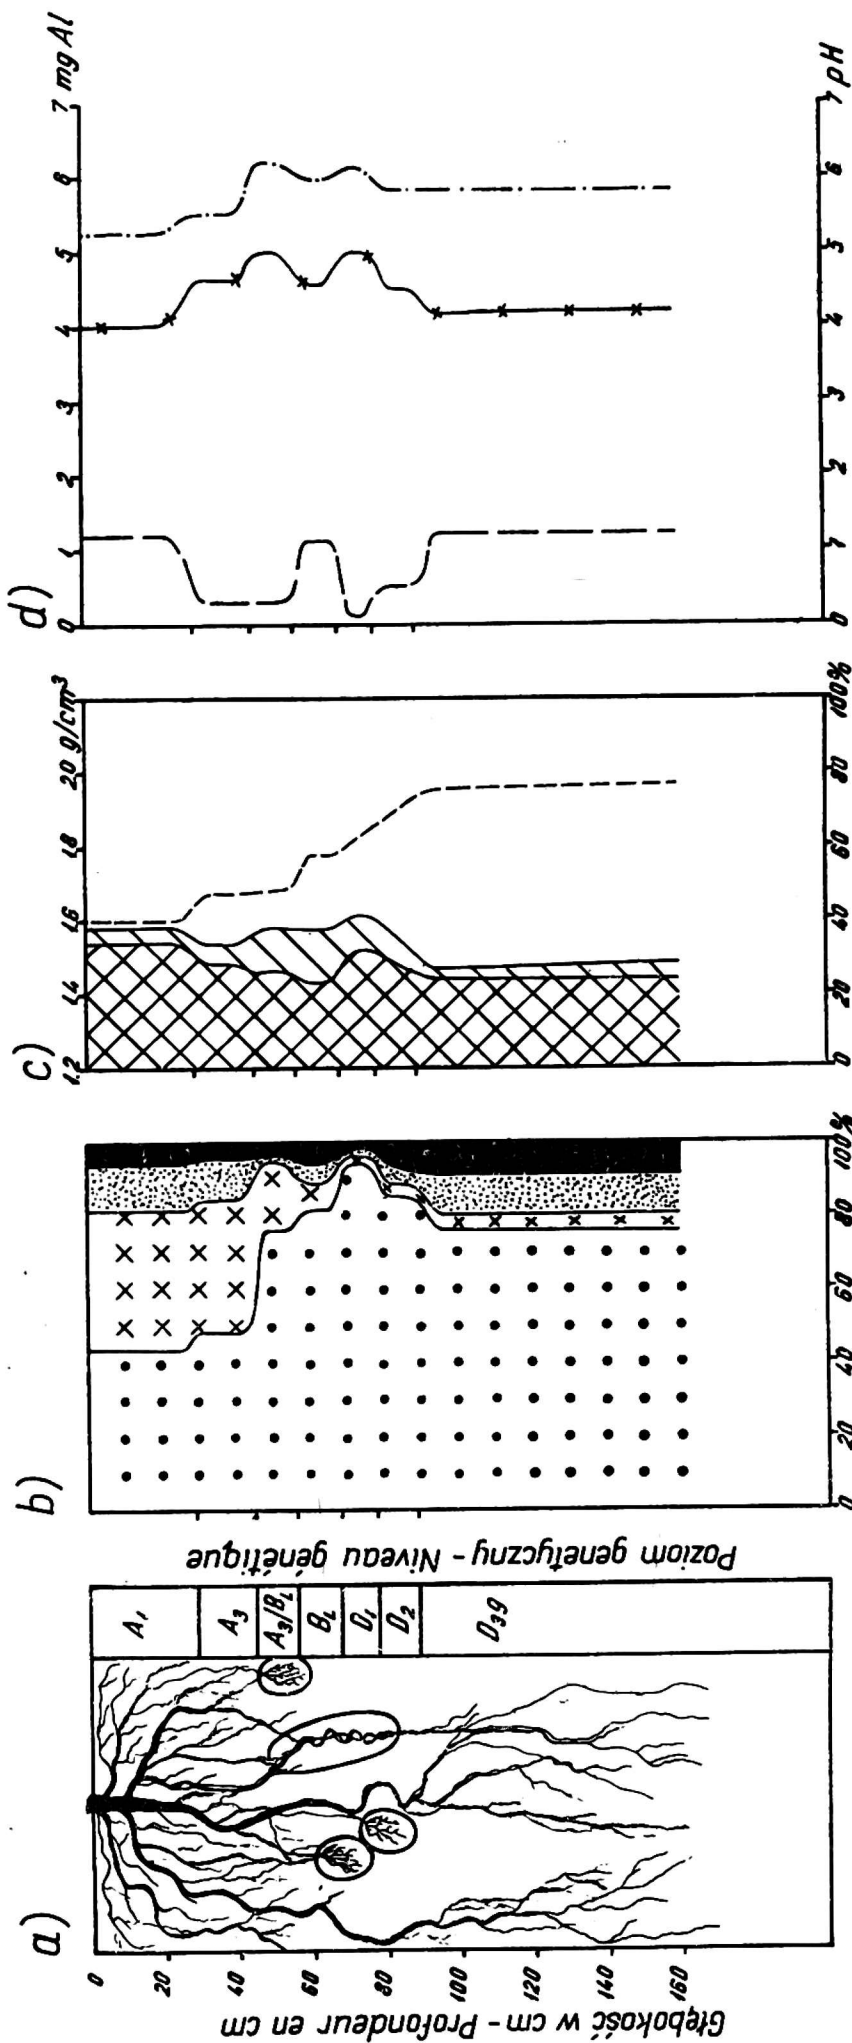 a)
Głębokość w cm - Profondeur en cm
0 20 40 60 80 100 120 140 160
A₁ A₃ A₃/B_L B_L D₁ D₂ D₃g
Poziom genetyczny - Niveau génétique
b)
0 20 40 60 80 100%
c)
1.2 1.4 1.6 1.8 2.0 g/cm³
0 20 40 60 80 100%
d)
0 1 2 3 4 5 6 7 mg Al
0 1 2 3 4 5 6 7 pH